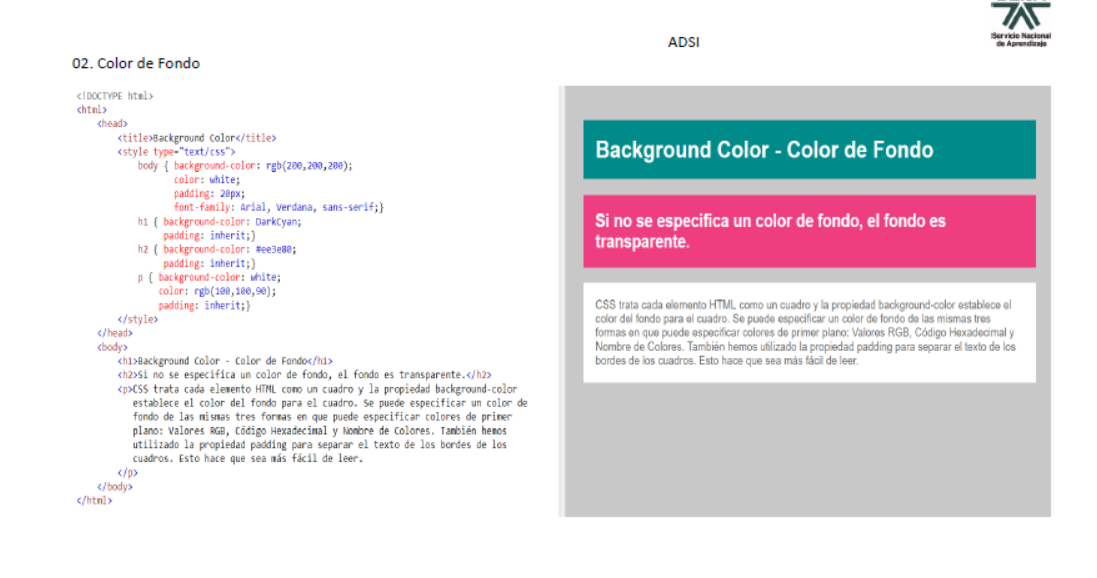 Servicio Nacional
de Aprendizaje
ADSI
02. Color de Fondo
<!DOCTYPE html>
<html>
<head>
<title>Background Color</title>
<style type="text/css">
body { background-color: rgb(200,200,200);
color: white;
padding: 20px;
font-family: Arial, Verdana, sans-serif;}
h1 { background-color: DarkCyan;
padding: inherit;}
h2 { background-color: #ee3e80;
padding: inherit;}
p { background-color: white;
color: rgb(100,100,90);
padding: inherit;}
</style>
</head>
<body>
<h1>Background Color - Color de Fondo</h1>
<h2>Si no se especifica un color de fondo, el fondo es transparente.</h2>
<p>CSS trata cada elemento HTML como un cuadro y la propiedad background-color
establece el color del fondo para el cuadro. Se puede especificar un color de
fondo de las mismas tres formas en que puede especificar colores de primer
plano: Valores RGB, Código Hexadecimal y Nombre de Colores. También hemos
utilizado la propiedad padding para separar el texto de los bordes de los
cuadros. Esto hace que sea más fácil de leer.
</p>
</body>
</html>
Background Color - Color de Fondo
Si no se especifica un color de fondo, el fondo es
transparente.
CSS trata cada elemento HTML como un cuadro y la propiedad background-color establece el
color del fondo para el cuadro. Se puede especificar un color de fondo de las mismas tres
formas en que puede especificar colores de primer plano: Valores RGB, Código Hexadecimal y
Nombre de Colores. También hemos utilizado la propiedad padding para separar el texto de los
bordes de los cuadros. Esto hace que sea más fácil de leer.